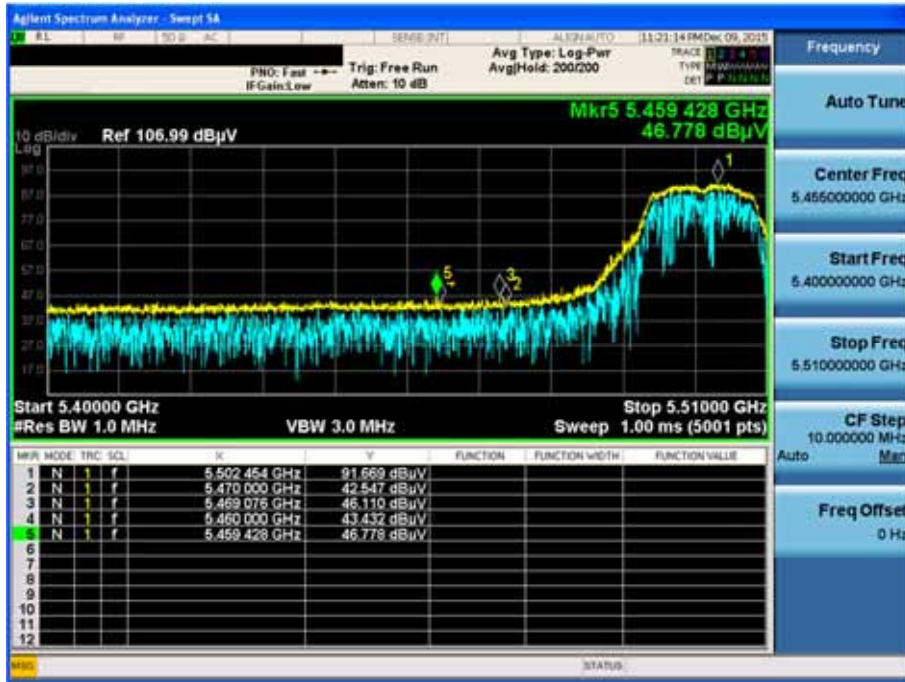 Agilent Spectrum Analyzer - Swept SA
RL RF 50 Ω AC SENSE:INT ALIGN AUTO 11:21:14 PM Dec 09, 2015
PNO: Fast Trig: Free Run Avg Type: Log-Pwr TRACE 1 2 3 4 5 6
IFGain:Low Atten: 10 dB Avg|Hold: 200/200 TYPE
DET P P N N N N
Mkr5 5.459 428 GHz
46.778 dBµV
10 dB/div Ref 106.99 dBµV
Log
97.0
87.0
77.0
67.0
57.0
47.0
37.0
27.0
17.0
1
5
3
2
Start 5.40000 GHz Stop 5.51000 GHz
#Res BW 1.0 MHz VBW 3.0 MHz Sweep 1.00 ms (5001 pts)
MKR MODE TRC SCL X Y FUNCTION FUNCTION WIDTH FUNCTION VALUE
1 N 1 f 5.502 454 GHz 91.669 dBµV
2 N 1 f 5.470 000 GHz 42.547 dBµV
3 N 1 f 5.469 076 GHz 46.110 dBµV
4 N 1 f 5.460 000 GHz 43.432 dBµV
5 N 1 f 5.459 428 GHz 46.778 dBµV
6
7
8
9
10
11
12
MSG STATUS
Frequency
Auto Tune
Center Freq
5.455000000 GHz
Start Freq
5.400000000 GHz
Stop Freq
5.510000000 GHz
CF Step
10.000000 MHz
Auto Man
Freq Offset
0 Hz